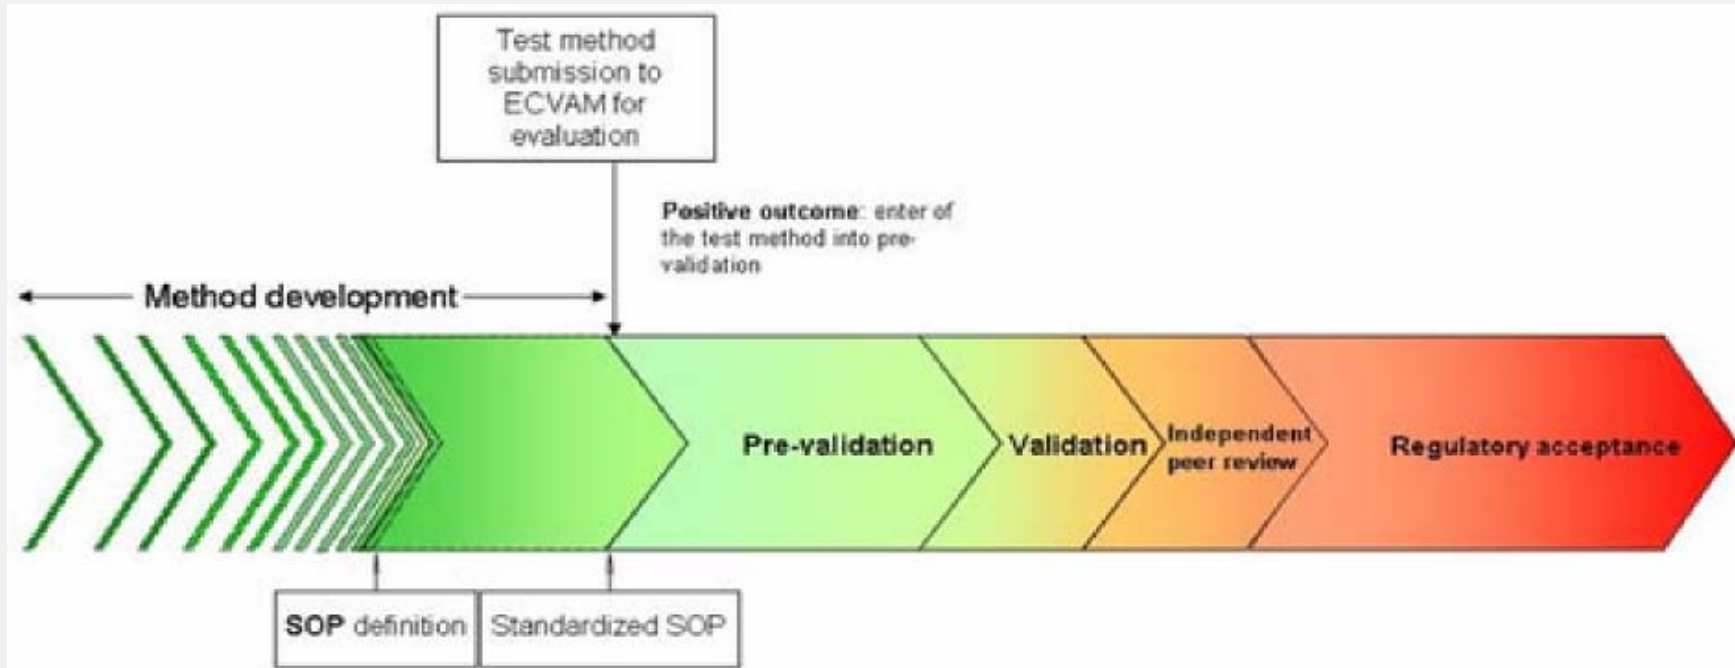 Test method
submission to
ECVAM for
evaluation
Positive outcome: enter of
the test method into pre-
validation
Method development
Pre-validation
Validation
Independent
peer review
Regulatory acceptance
SOP definition
Standardized SOP